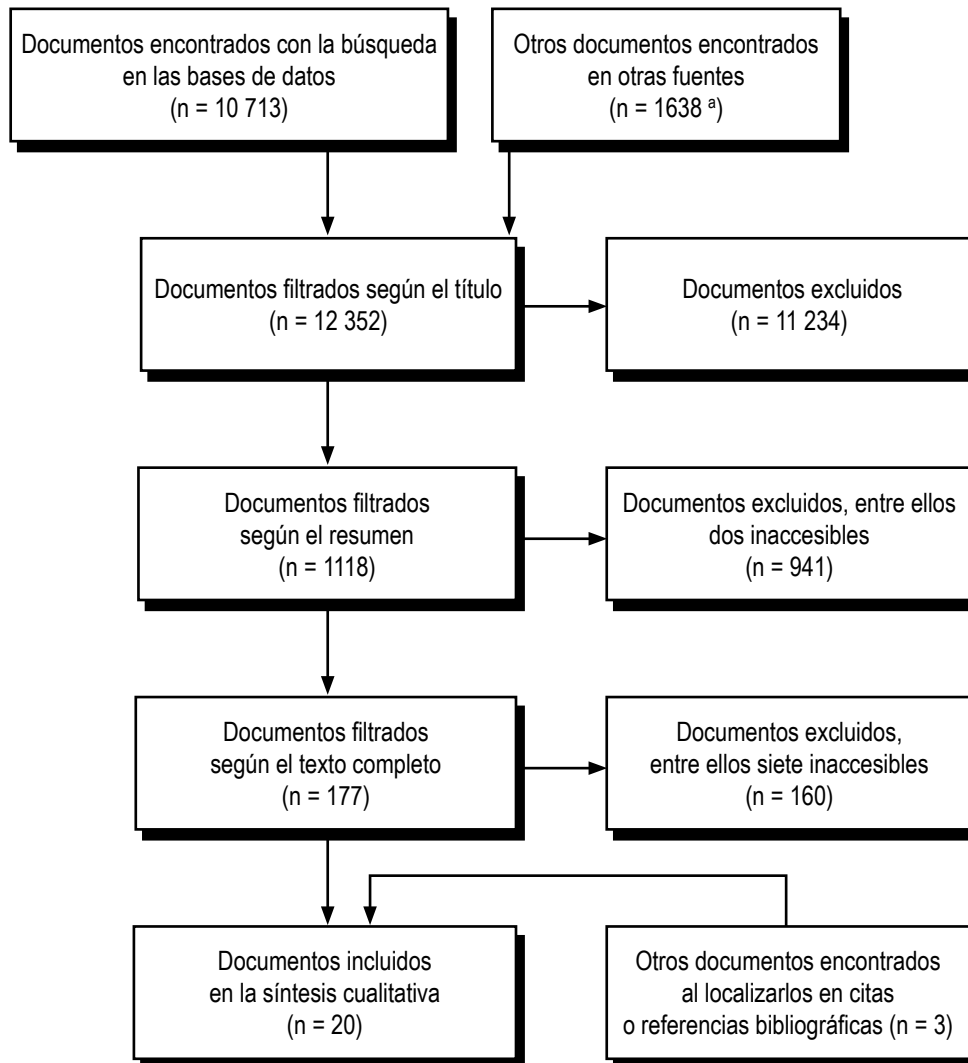 Documentos encontrados con la búsqueda
en las bases de datos
(n = 10 713)
Otros documentos encontrados
en otras fuentes
(n = 1638 ª)
Documentos filtrados según el título
(n = 12 352)
Documentos excluidos
(n = 11 234)
Documentos filtrados
según el resumen
(n = 1118)
Documentos excluidos, entre ellos
dos inaccesibles
(n = 941)
Documentos filtrados
según el texto completo
(n = 177)
Documentos excluidos,
entre ellos siete inaccesibles
(n = 160)
Documentos incluidos
en la síntesis cualitativa
(n = 20)
Otros documentos encontrados
al localizarlos en citas
o referencias bibliográficas (n = 3)